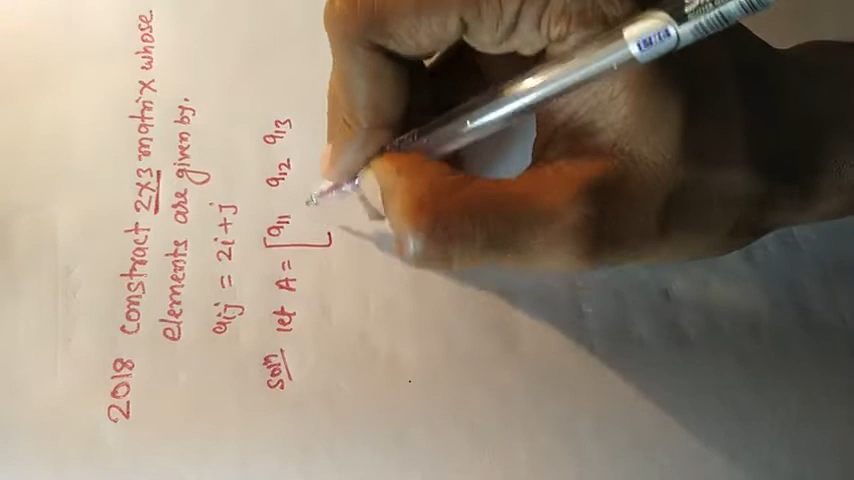 2018 construct 2x3 matrix whose
elements are given by.
aij = 2i+j
soln let A = [a11 a12 a13